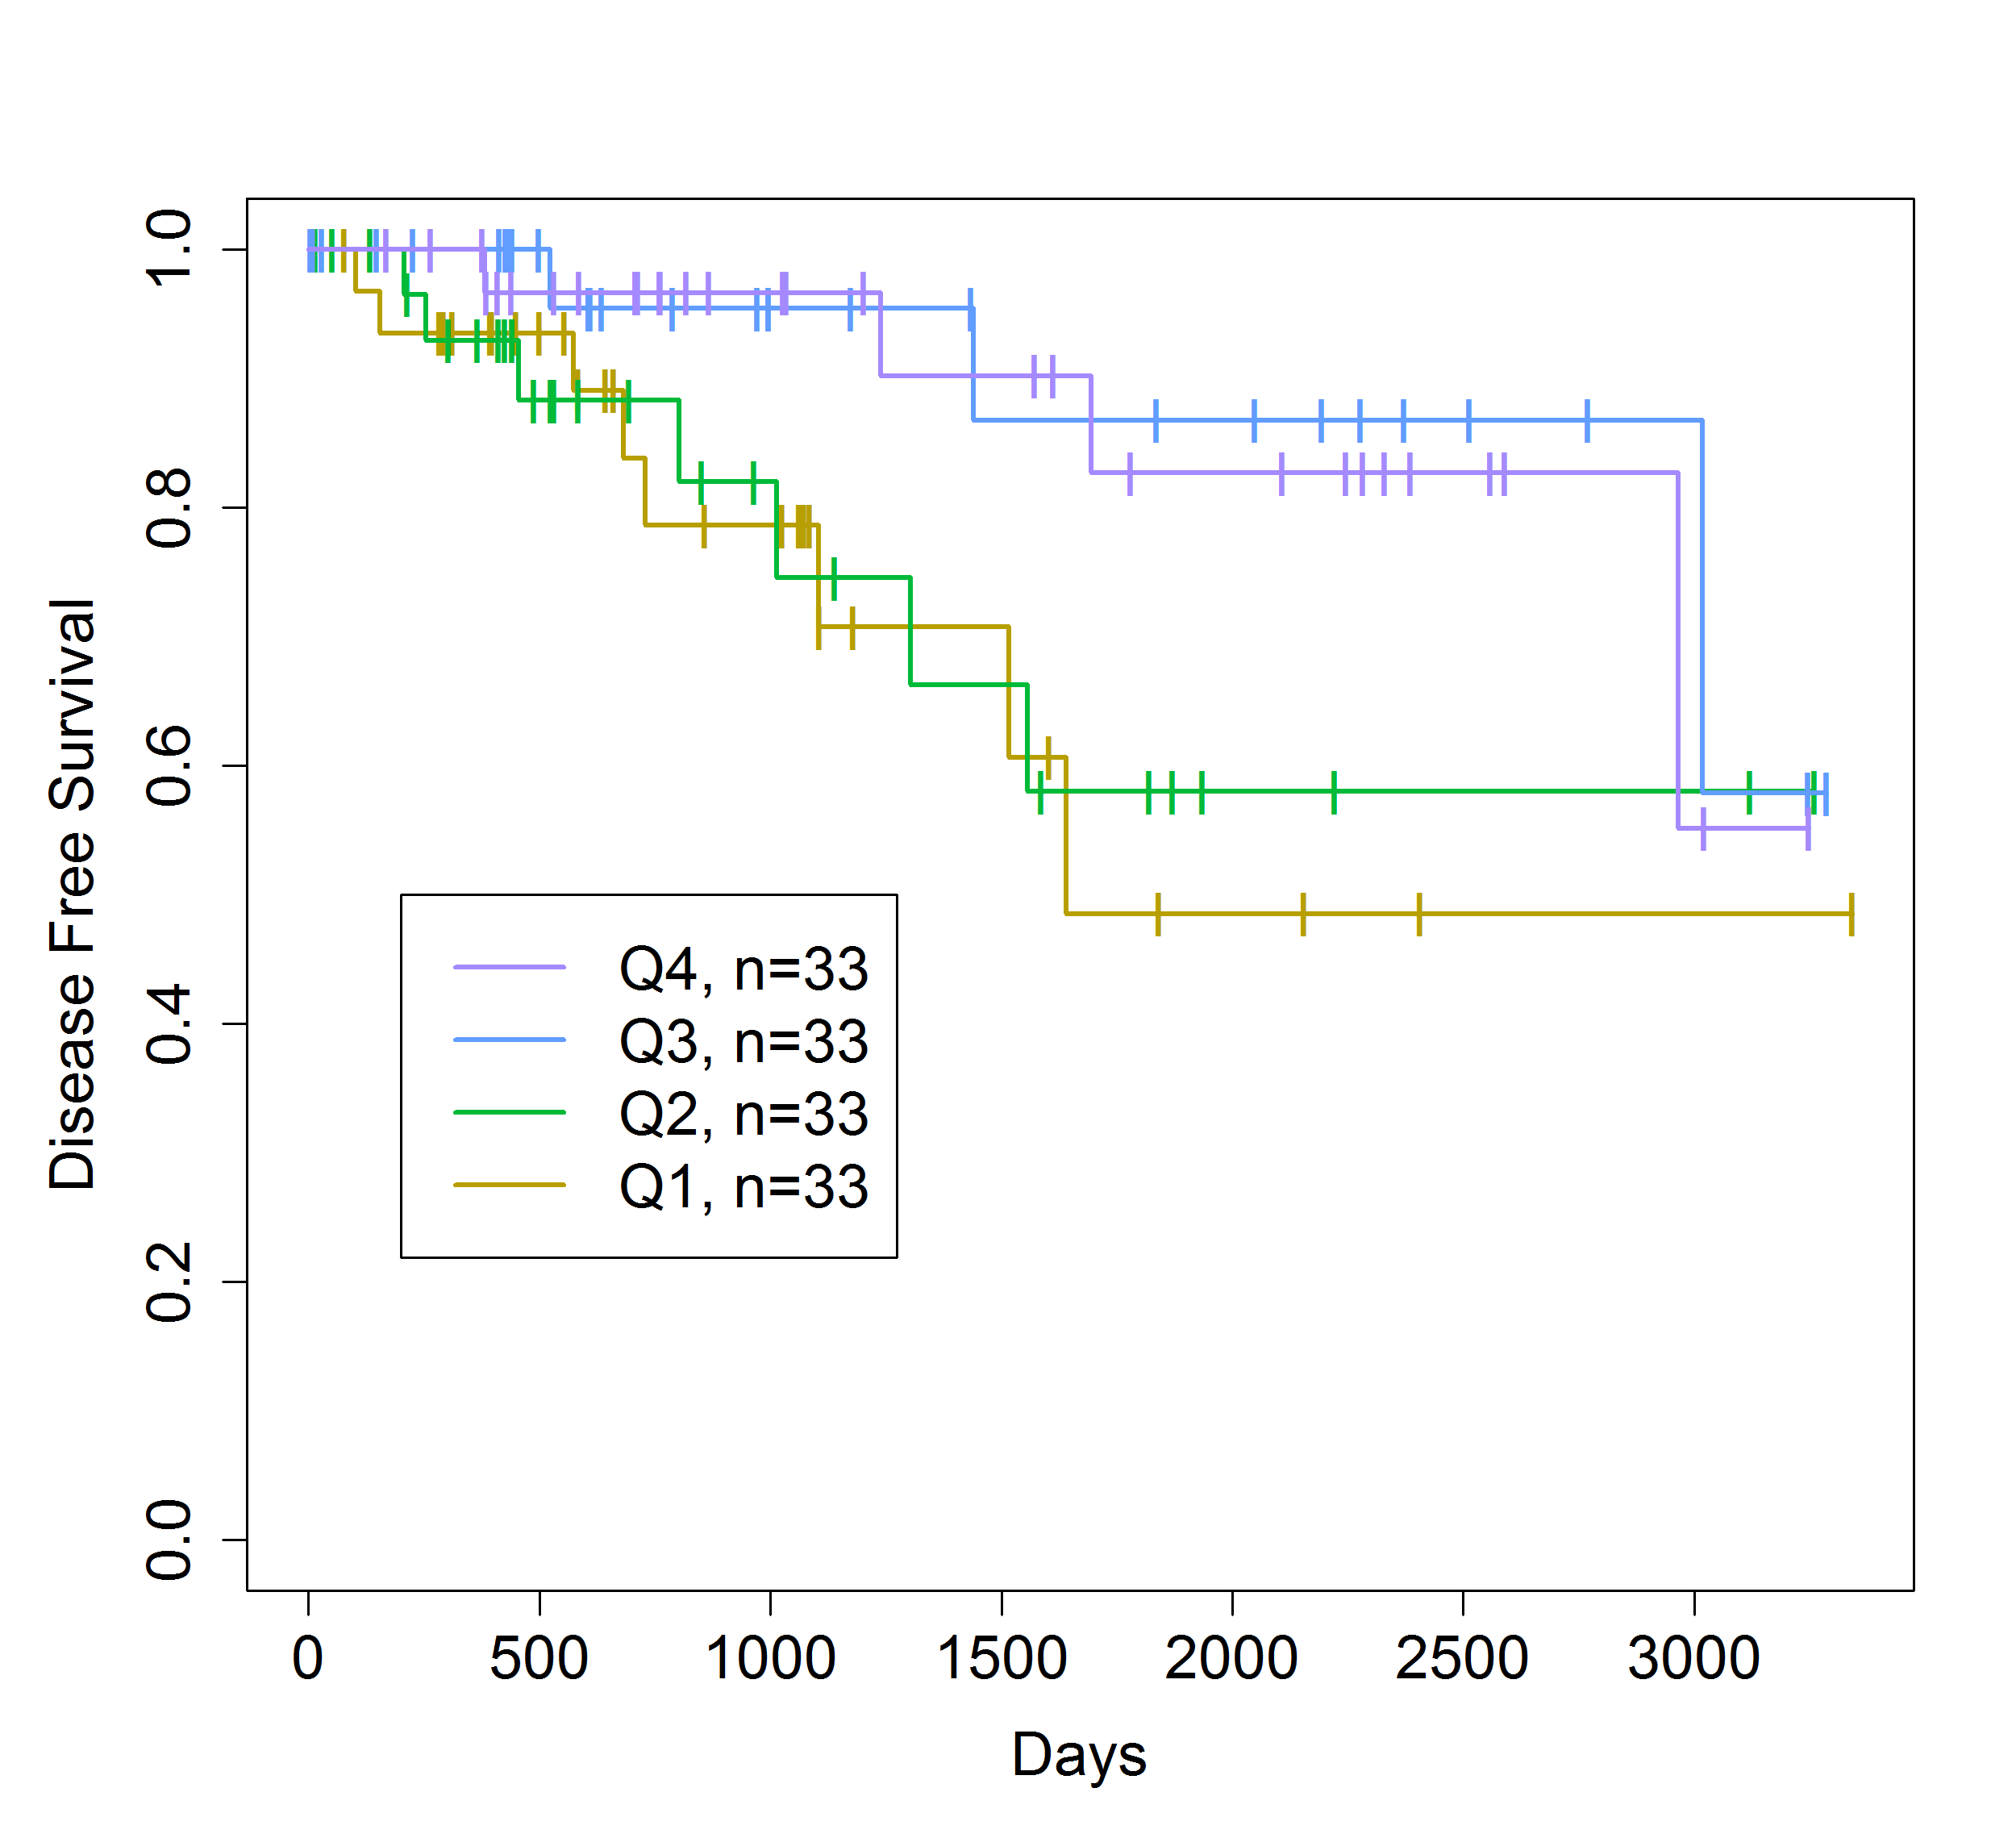 Disease Free Survival
1.0
0.8
0.6
0.4
0.2
0.0
Q4, n=33
Q3, n=33
Q2, n=33
Q1, n=33
0 500 1000 1500 2000 2500 3000
Days